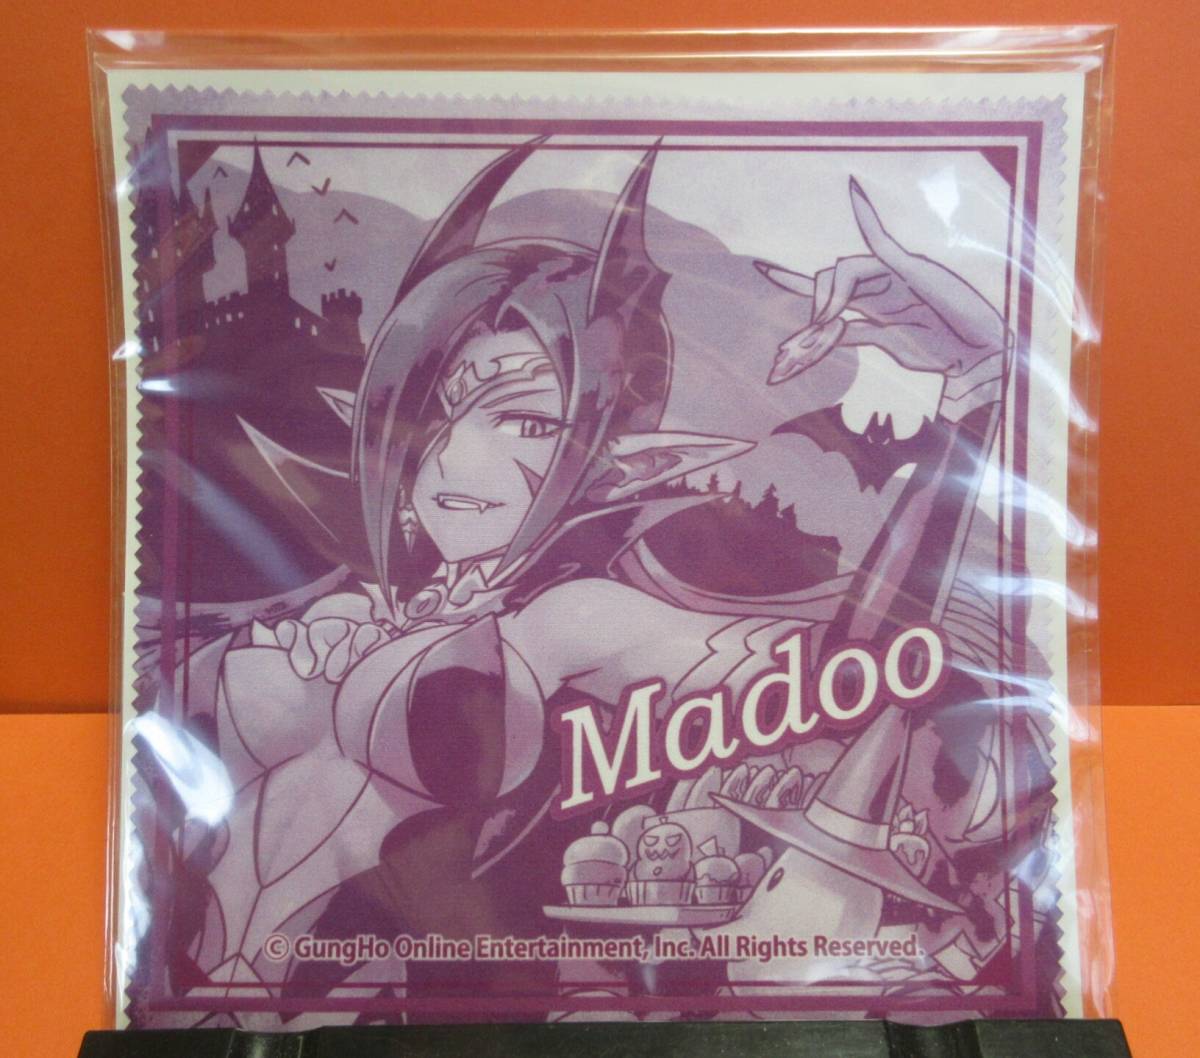 Madoo
© GungHo Online Entertainment, Inc. All Rights Reserved.